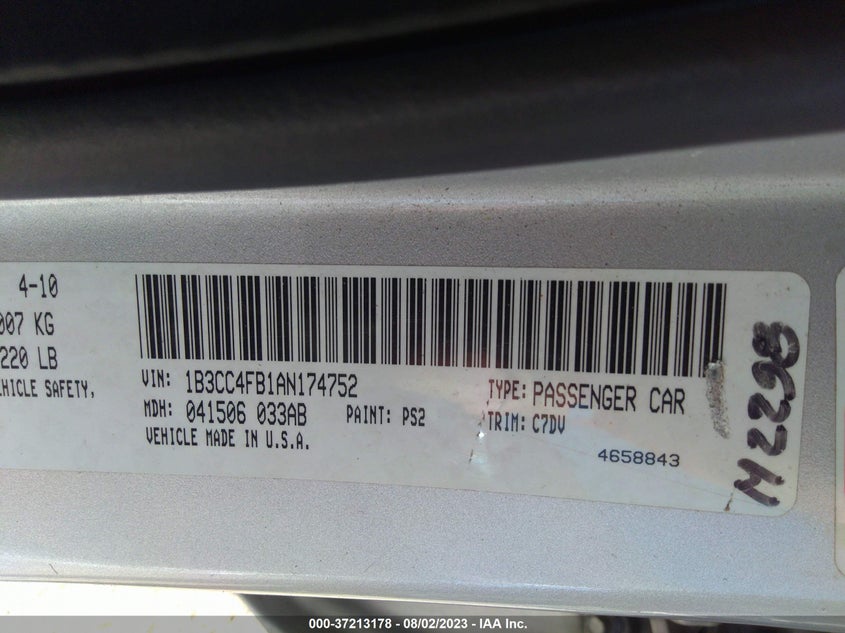 4-10
007 KG
220 LB
EHICLE SAFETY,
VIN: 1B3CC4FB1AN174752
TYPE: PASSENGER CAR
MDH: 041506 033AB
PAINT: PS2
TRIM: C7DV
VEHICLE MADE IN U.S.A.
4658843
M2298
000-37213178 - 08/02/2023 - IAA Inc.